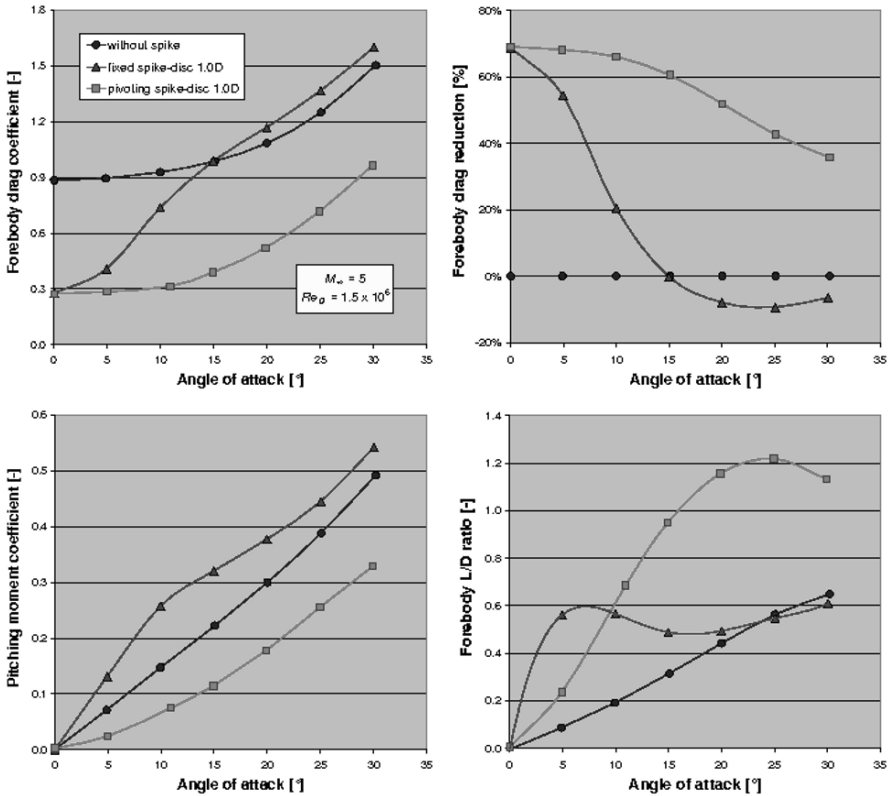 1.8
1.5
1.2
0.9
0.6
0.3
0.0
Forebody drag coefficient [-]
without spike
fixed spike-disc 1.0D
pivoting spike-disc 1.0D
M∞ = 5
Re D = 1.5 x 10^6
0 5 10 15 20 25 30 35
Angle of attack [°]
80%
60%
40%
20%
0%
-20%
Forebody drag reduction [%]
0 5 10 15 20 25 30 35
Angle of attack [°]
0.6
0.5
0.4
0.3
0.2
0.1
0.0
Pitching moment coefficient [-]
0 5 10 15 20 25 30 35
Angle of attack [°]
1.4
1.2
1.0
0.8
0.6
0.4
0.2
0.0
Forebody L/D ratio [-]
0 5 10 15 20 25 30 35
Angle of attack [°]